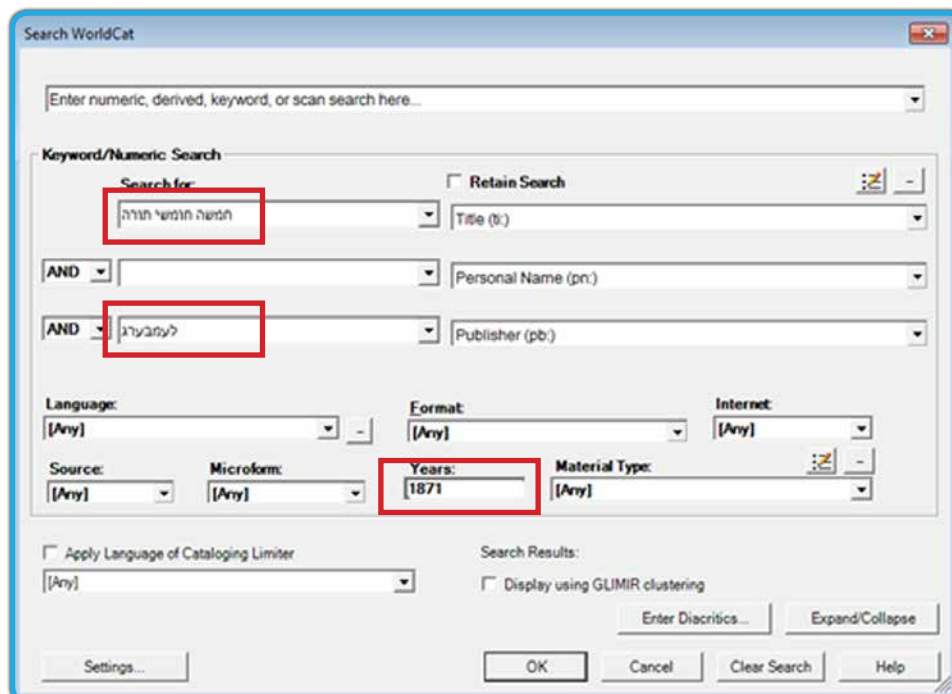 Search WorldCat
Enter numeric, derived, keyword, or scan search here...
Keyword/Numeric Search
Search for:
Retain Search
חמשה חומשי תורה
Title (ti:)
AND
Personal Name (pn:)
AND
לעמבערג
Publisher (pb:)
Language:
Format:
Internet:
[Any]
[Any]
[Any]
Source:
Microform:
Years:
Material Type:
[Any]
[Any]
1871
[Any]
Apply Language of Cataloging Limiter
Search Results:
[Any]
Display using GLIMIR clustering
Enter Diacritics...
Expand/Collapse
Settings...
OK
Cancel
Clear Search
Help